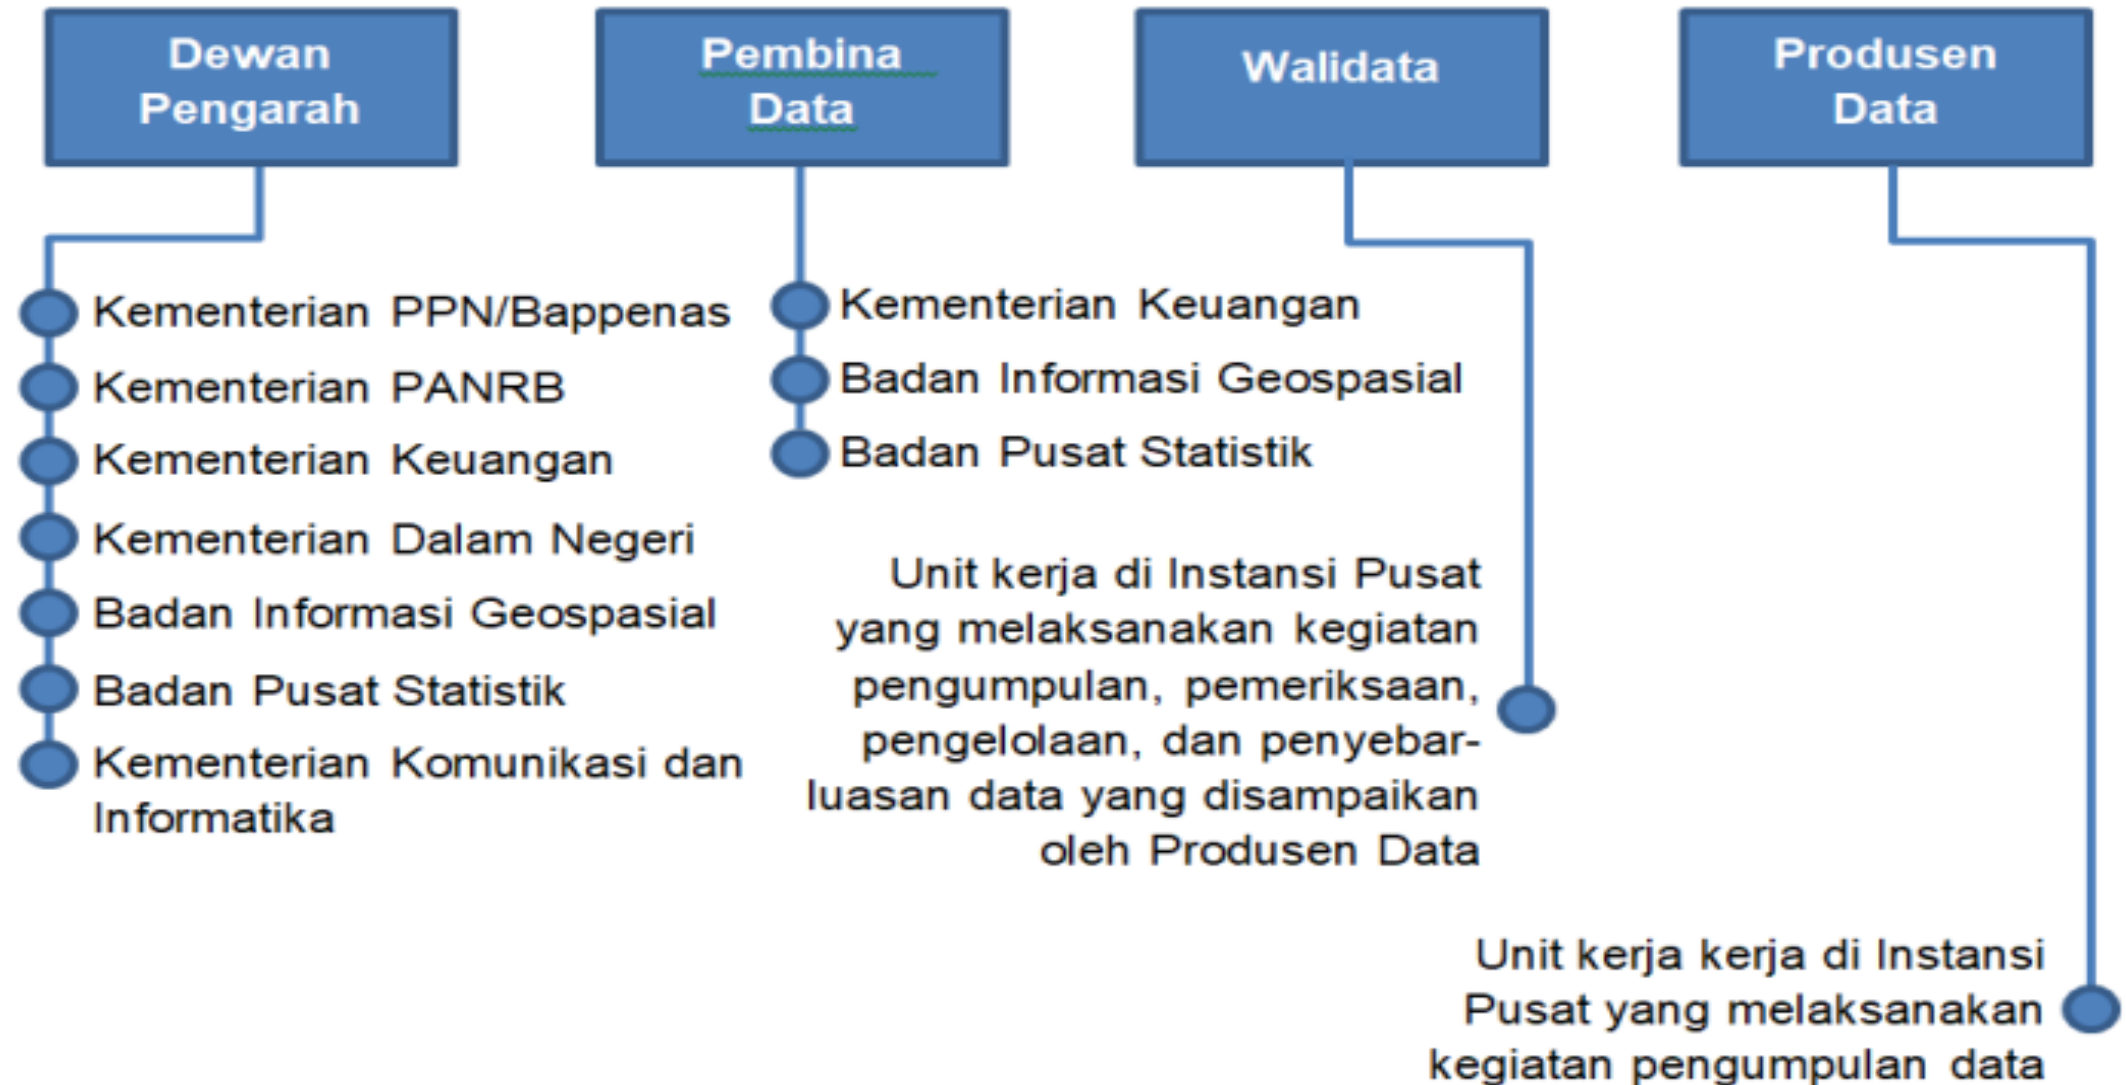 Dewan
Pengarah
Pembina
Data
Walidata
Produsen
Data
Kementerian PPN/Bappenas
Kementerian PANRB
Kementerian Keuangan
Kementerian Dalam Negeri
Badan Informasi Geospasial
Badan Pusat Statistik
Kementerian Komunikasi dan
Informatika
Kementerian Keuangan
Badan Informasi Geospasial
Badan Pusat Statistik
Unit kerja di Instansi Pusat
yang melaksanakan kegiatan
pengumpulan, pemeriksaan,
pengelolaan, dan penyebar-
luasan data yang disampaikan
oleh Produsen Data
Unit kerja kerja di Instansi
Pusat yang melaksanakan
kegiatan pengumpulan data